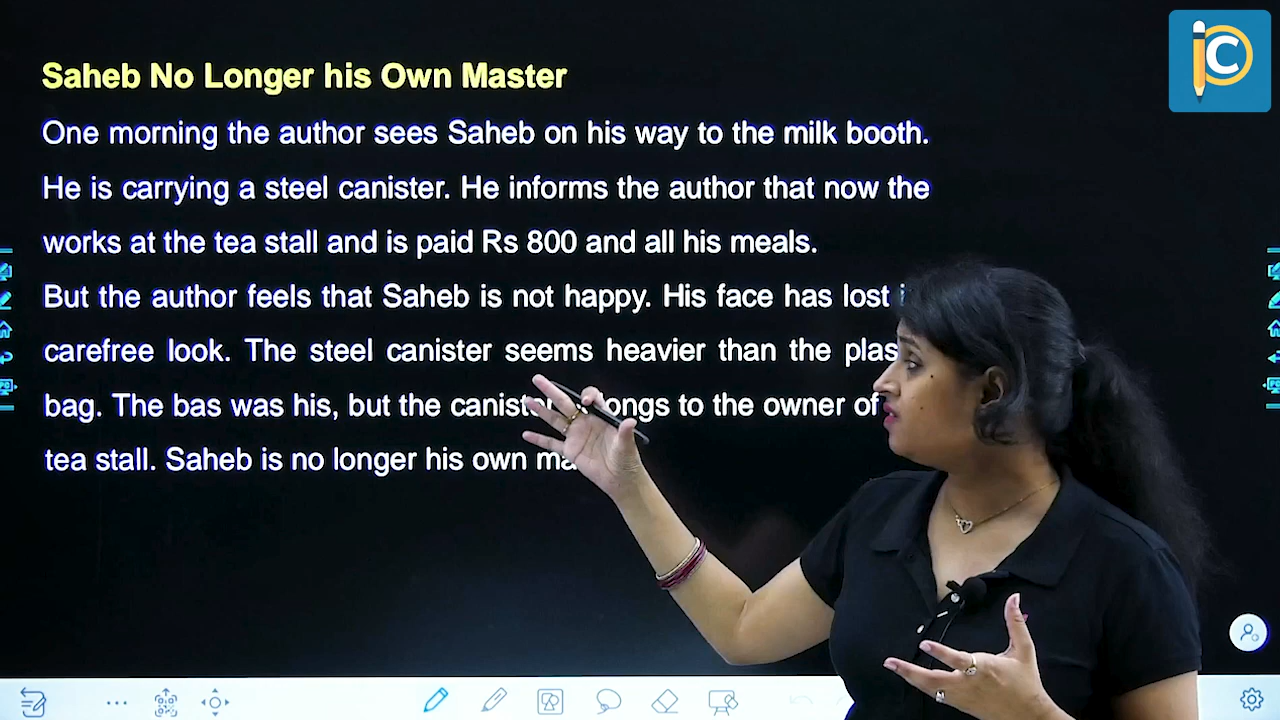 Saheb No Longer his Own Master
One morning the author sees Saheb on his way to the milk booth.
He is carrying a steel canister. He informs the author that now the
works at the tea stall and is paid Rs 800 and all his meals.
But the author feels that Saheb is not happy. His face has lost
carefree look. The steel canister seems heavier than the
bag. The bas was his, but the to the owner of
tea stall. Saheb is no longer his own